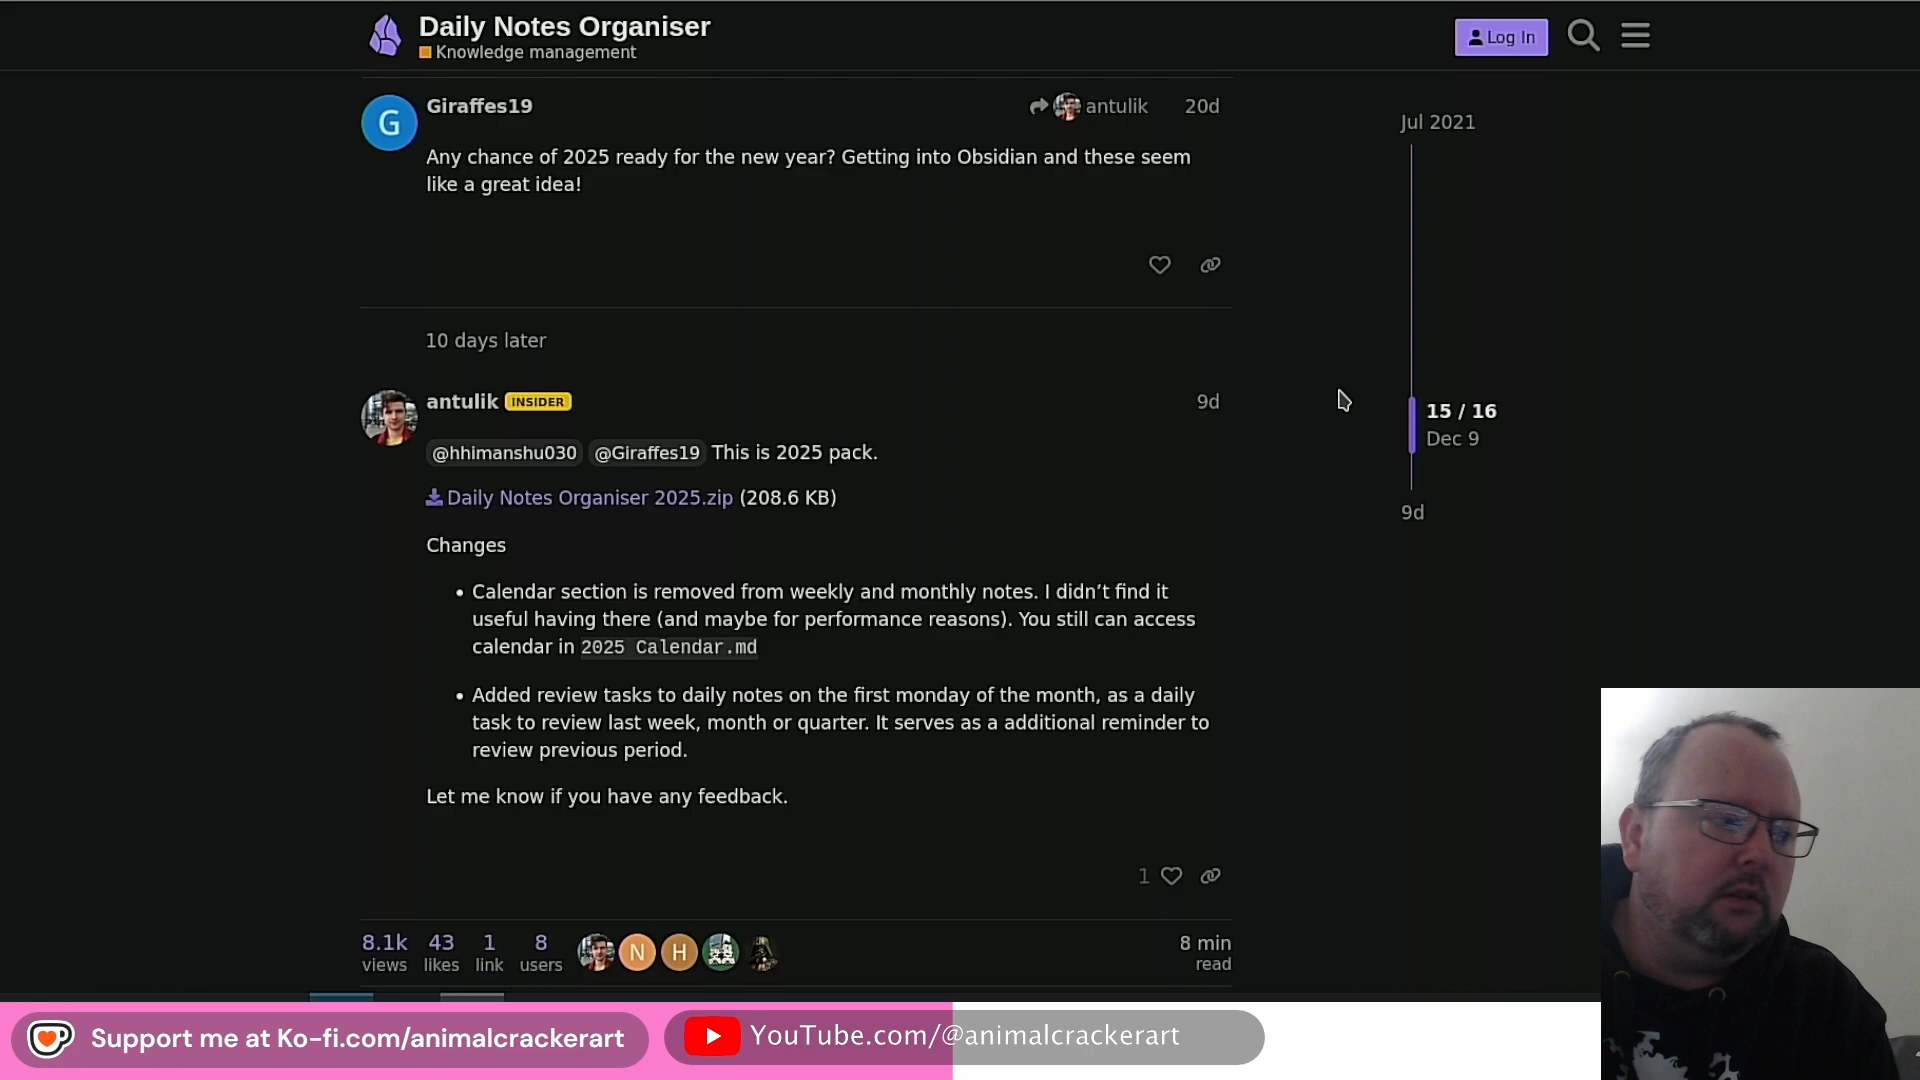 Daily Notes Organiser
Knowledge management
Log In
G
Giraffes19
antulik
20d
Any chance of 2025 ready for the new year? Getting into Obsidian and these seem
like a great idea!
10 days later
antulik INSIDER
9d
@hhimanshu030 @Giraffes19 This is 2025 pack.
Daily Notes Organiser 2025.zip (208.6 KB)
Changes
• Calendar section is removed from weekly and monthly notes. I didn’t find it
useful having there (and maybe for performance reasons). You still can access
calendar in 2025 Calendar.md
• Added review tasks to daily notes on the first monday of the month, as a daily
task to review last week, month or quarter. It serves as a additional reminder to
review previous period.
Let me know if you have any feedback.
1
8.1k 43 1 8
views likes link users
N
H
8 min
read
Jul 2021
15 / 16
Dec 9
9d
Support me at Ko-fi.com/animalcrackerart
YouTube.com/@animalcrackerart